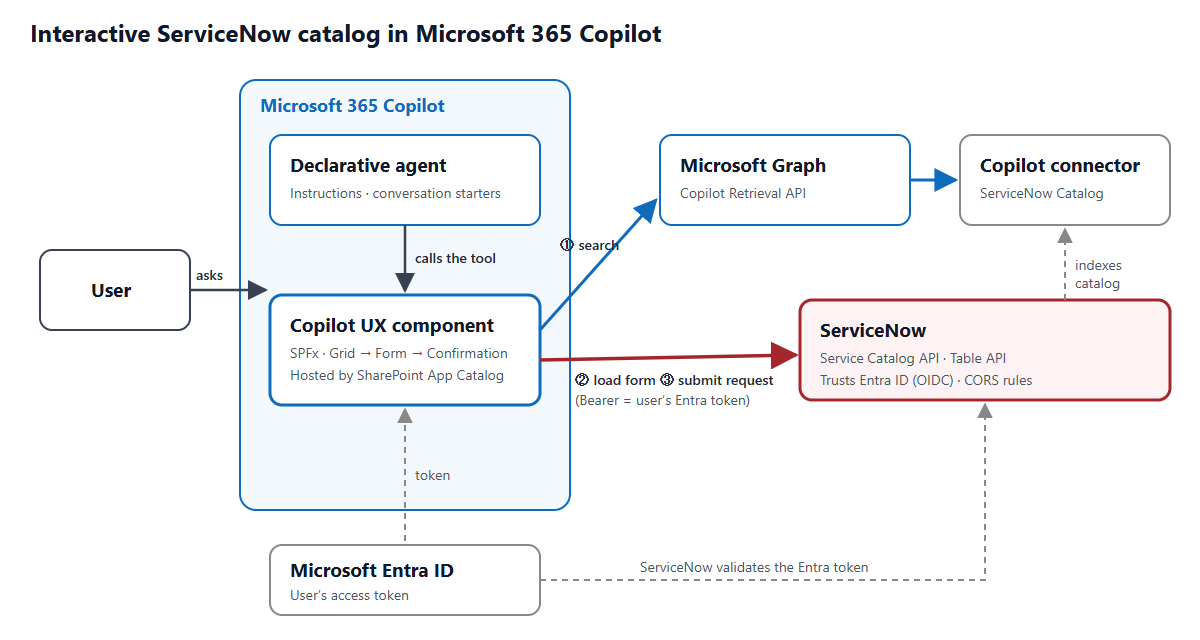 Interactive ServiceNow catalog in Microsoft 365 Copilot
Microsoft 365 Copilot
Declarative agent
Instructions · conversation starters
Microsoft Graph
Copilot Retrieval API
Copilot connector
ServiceNow Catalog
① search
calls the tool
asks
User
indexes
catalog
Copilot UX component
SPFx · Grid → Form → Confirmation
Hosted by SharePoint App Catalog
ServiceNow
Service Catalog API · Table API
Trusts Entra ID (OIDC) · CORS rules
② load form ③ submit request
(Bearer = user's Entra token)
token
Microsoft Entra ID
User's access token
ServiceNow validates the Entra token